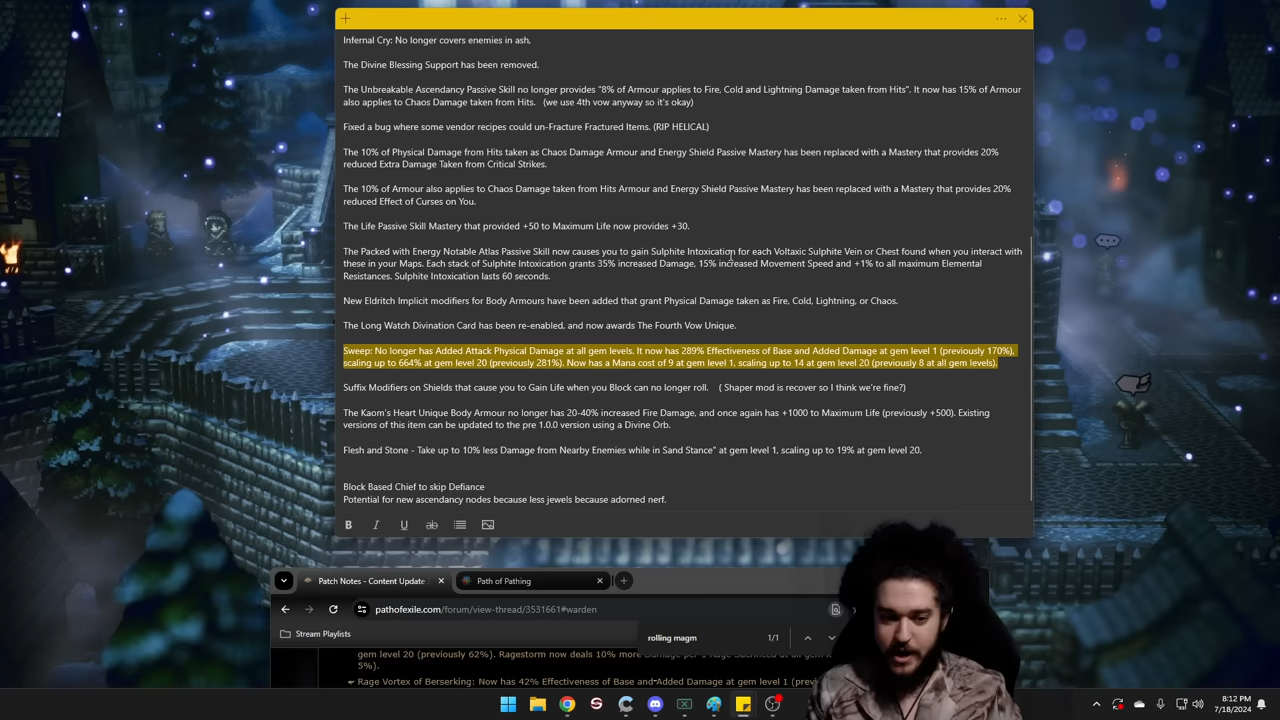 Infernal Cry: No longer covers enemies in ash,
The Divine Blessing Support has been removed.
The Unbreakable Ascendancy Passive Skill no longer provides "8% of Armour applies to Fire, Cold and Lightning Damage taken from Hits". It now has 15% of Armour
also applies to Chaos Damage taken from Hits. (we use 4th vow anyway so it's okay)
Fixed a bug where some vendor recipes could un-Fracture Fractured Items. (RIP HELICAL)
The 10% of Physical Damage from Hits taken as Chaos Damage Armour and Energy Shield Passive Mastery has been replaced with a Mastery that provides 20%
reduced Extra Damage Taken from Critical Strikes.
The 10% of Armour also applies to Chaos Damage taken from Hits Armour and Energy Shield Passive Mastery has been replaced with a Mastery that provides 20%
reduced Effect of Curses on You.
The Life Passive Skill Mastery that provided +50 to Maximum Life now provides +30.
The Packed with Energy Notable Atlas Passive Skill now causes you to gain Sulphite Intoxication for each Voltaxic Sulphite Vein or Chest found when you interact with
these in your Maps. Each stack of Sulphite Intoxication grants 35% increased Damage, 15% increased Movement Speed and +1% to all maximum Elemental
Resistances. Sulphite Intoxication lasts 60 seconds.
New Eldritch Implicit modifiers for Body Armours have been added that grant Physical Damage taken as Fire, Cold, Lightning, or Chaos.
The Long Watch Divination Card has been re-enabled, and now awards The Fourth Vow Unique.
Sweep: No longer has Added Attack Physical Damage at all gem levels. It now has 289% Effectiveness of Base and Added Damage at gem level 1 (previously 170%),
scaling up to 664% at gem level 20 (previously 281%). Now has a Mana cost of 9 at gem level 1, scaling up to 14 at gem level 20 (previously 8 at all gem levels).
Suffix Modifiers on Shields that cause you to Gain Life when you Block can no longer roll. ( Shaper mod is recover so I think we're fine?)
The Kaom's Heart Unique Body Armour no longer has 20-40% increased Fire Damage, and once again has +1000 to Maximum Life (previously +500). Existing
versions of this item can be updated to the pre 1.0.0 version using a Divine Orb.
Flesh and Stone - Take up to 10% less Damage from Nearby Enemies while in Sand Stance" at gem level 1, scaling up to 19% at gem level 20.
Block Based Chief to skip Defiance
Potential for new ascendancy nodes because less jewels because adorned nerf.
B I U ab
Patch Notes - Content Update
Path of Pathing
pathofexile.com/forum/view-thread/3531661#warden
Stream Playlists
rolling magm 1/1
gem level 20 (previously 62%). Ragestorm now deals 10% more Damage per 1 Rage Sacrificed at all
5%).
Rage Vortex of Berserking: Now has 42% Effectiveness of Base and Added Damage at gem level 1
8:12 PM
7/18/2024